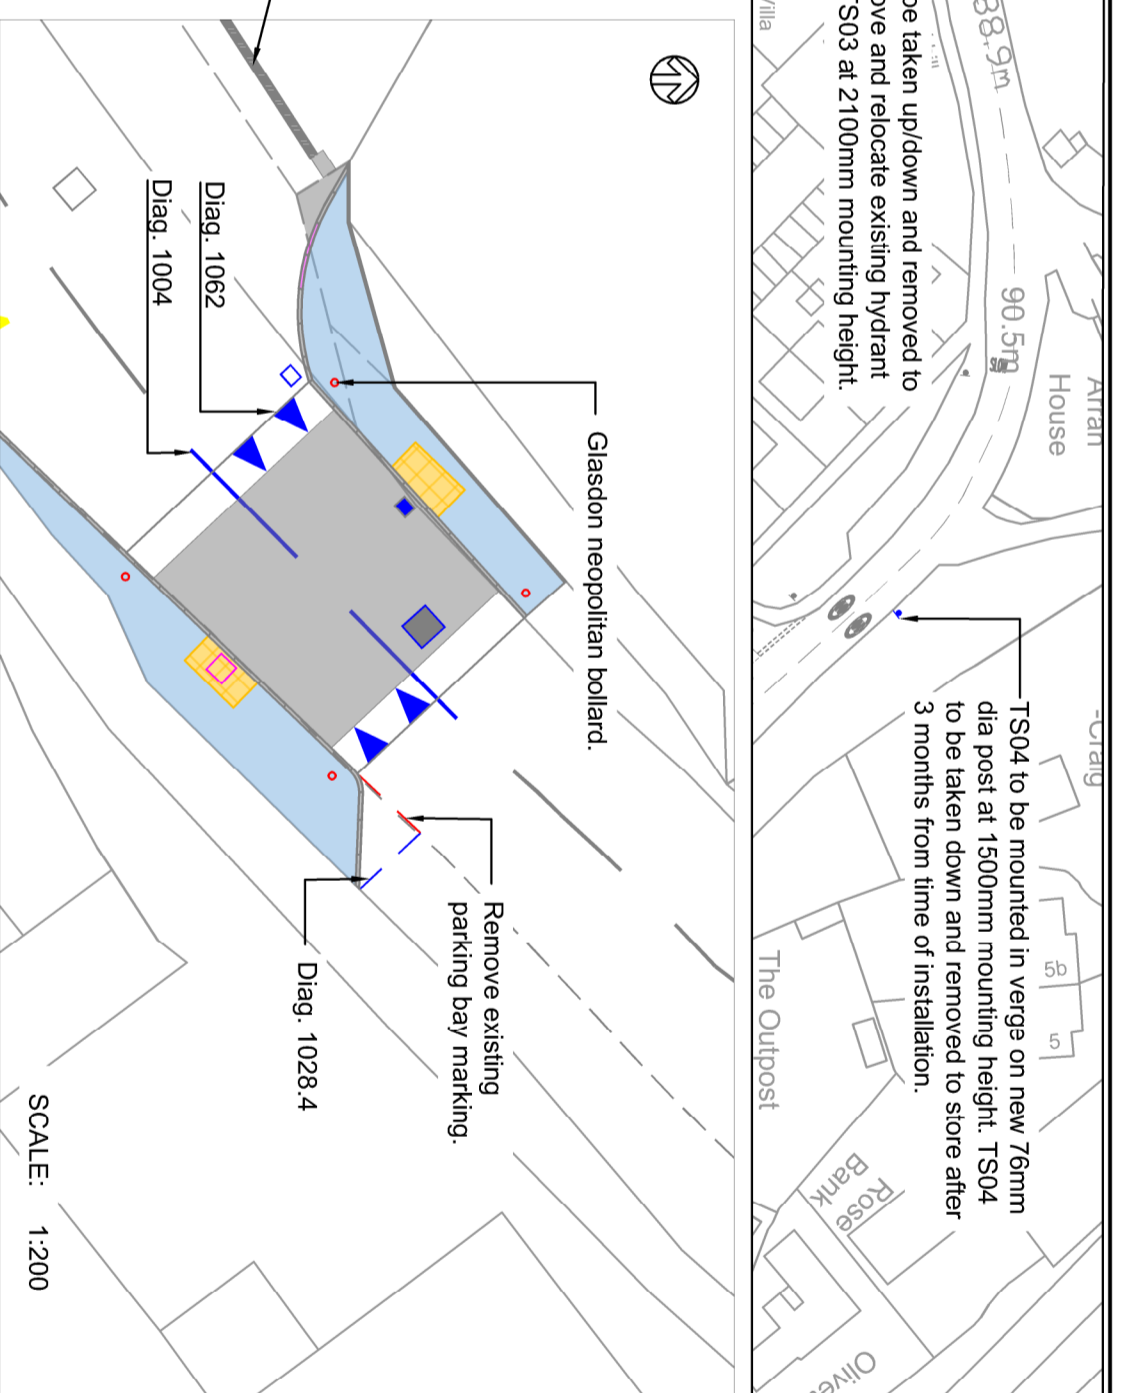 be taken up/down and removed to
ove and relocate existing hydrant
TS03 at 2100mm mounting height.
88.9m
90.5m
Arran
House
Villa
TS04 to be mounted in verge on new 76mm
dia post at 1500mm mounting height. TS04
to be taken down and removed to store after
3 months from time of installation.
-Craig
5b
5
The Outpost
Rose
Bank
Olive
Diag. 1062
Diag. 1004
Glasdon neopolitan bollard.
Remove existing
parking bay marking.
Diag. 1028.4
SCALE: 1:200